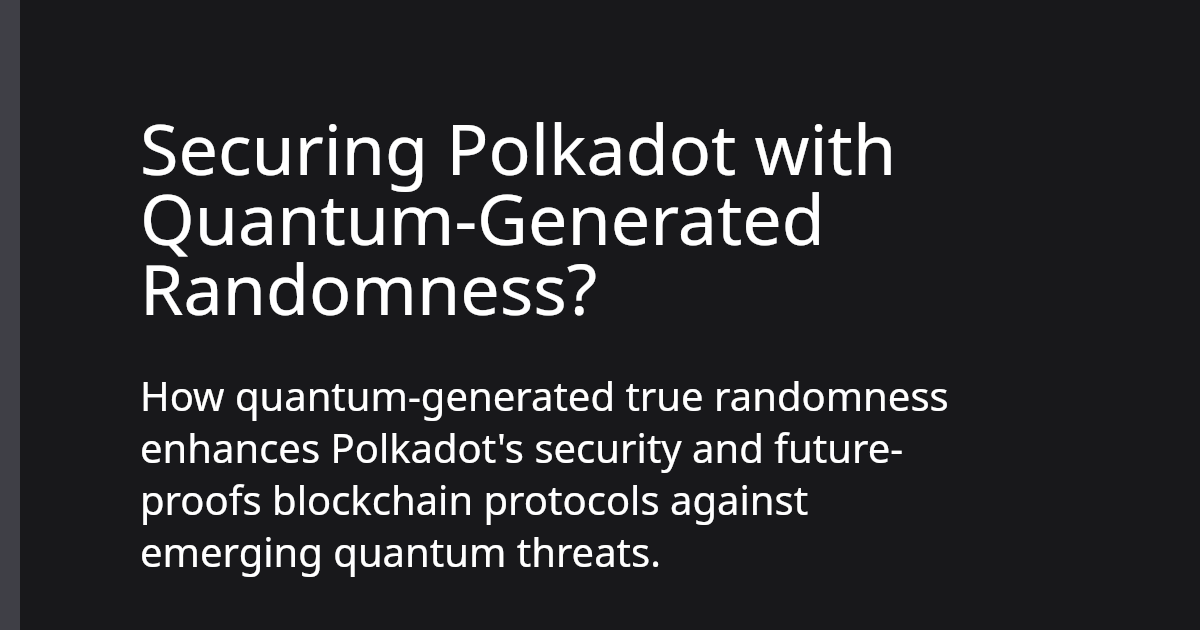 Securing Polkadot with
Quantum-Generated
Randomness?
How quantum-generated true randomness
enhances Polkadot's security and future-
proofs blockchain protocols against
emerging quantum threats.